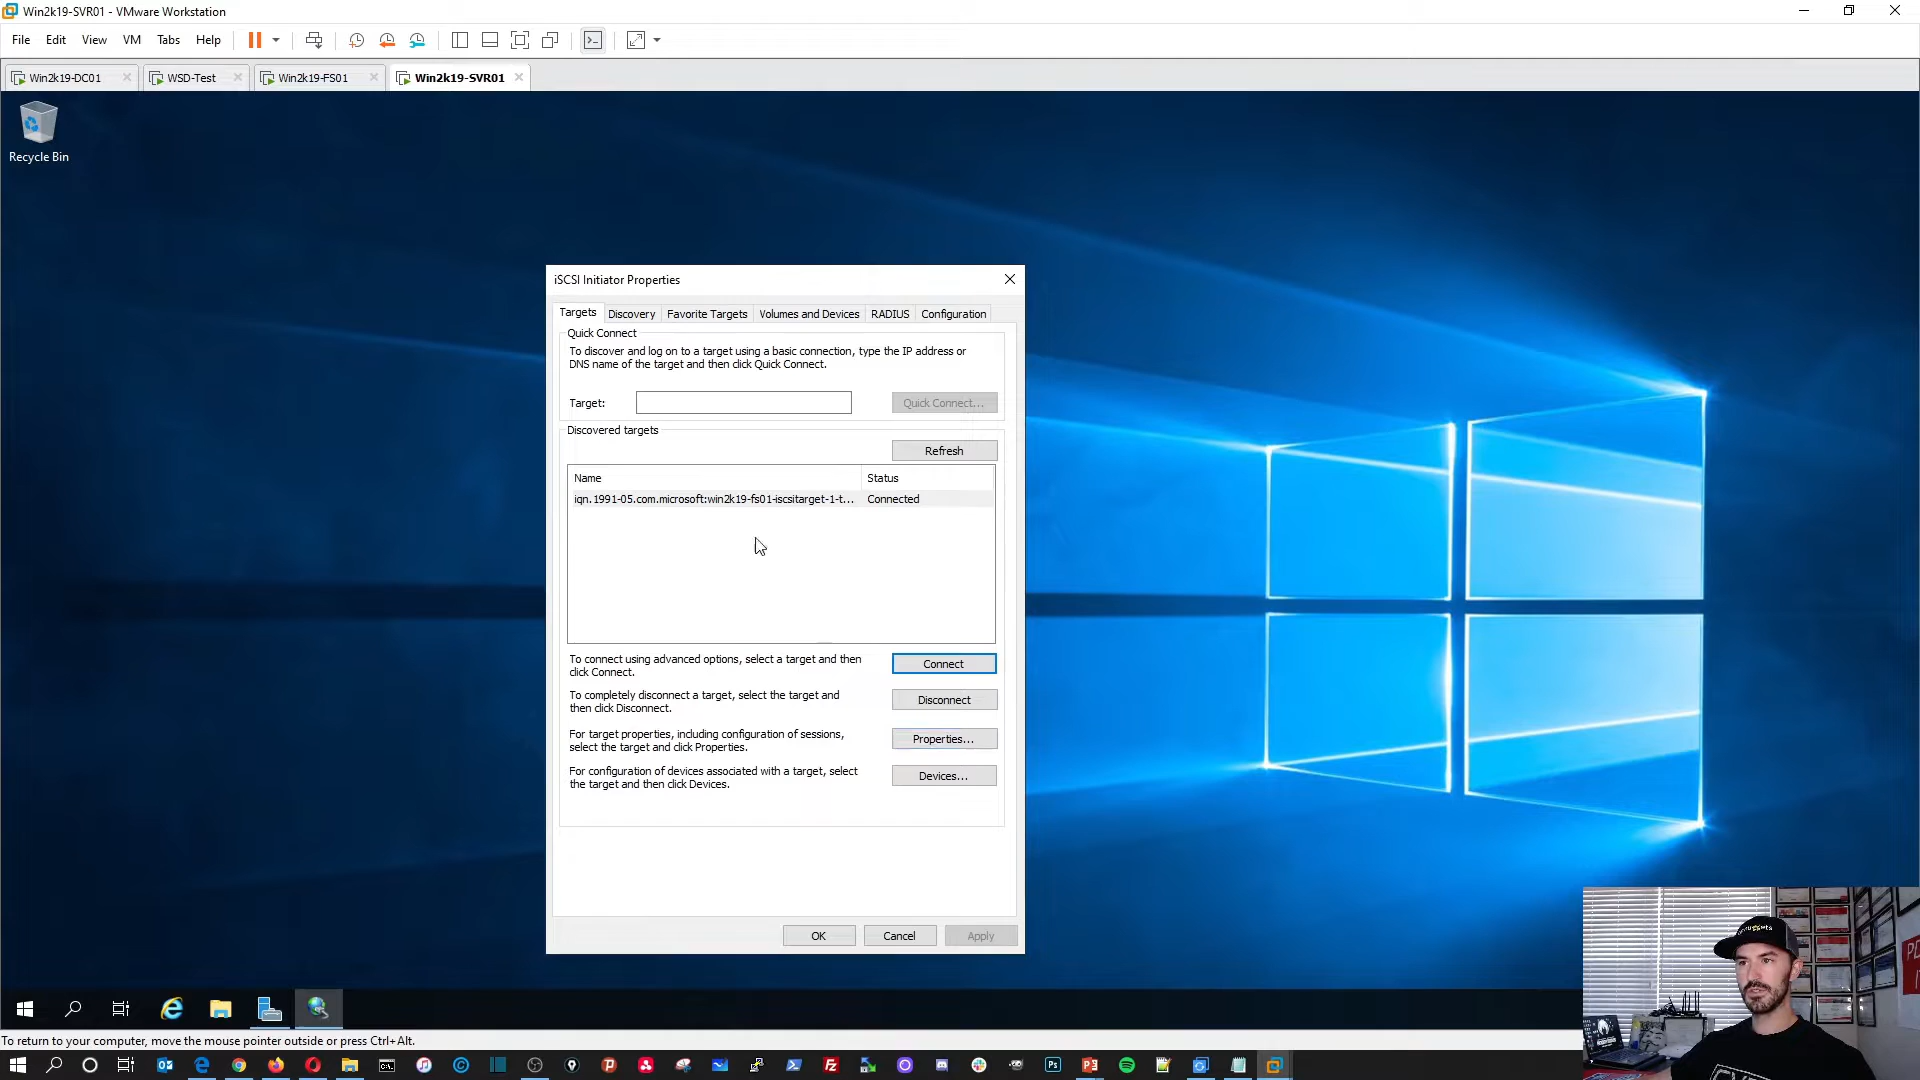 Win2k19-SVR01 - VMware Workstation
File Edit View VM Tabs Help
Win2k19-DC01 WSD-Test Win2k19-FS01 Win2k19-SVR01
Recycle Bin
iSCSI Initiator Properties
Targets Discovery Favorite Targets Volumes and Devices RADIUS Configuration
Quick Connect
To discover and log on to a target using a basic connection, type the IP address or
DNS name of the target and then click Quick Connect.
Target: Quick Connect...
Discovered targets
Refresh
Name Status
iqn.1991-05.com.microsoft:win2k19-fs01-iscsitarget-1-t... Connected
To connect using advanced options, select a target and then
click Connect.
Connect
To completely disconnect a target, select the target and
then click Disconnect.
Disconnect
For target properties, including configuration of sessions,
select the target and click Properties.
Properties...
For configuration of devices associated with a target, select
the target and then click Devices.
Devices...
OK Cancel Apply
To return to your computer, move the mouse pointer outside or press Ctrl+Alt.